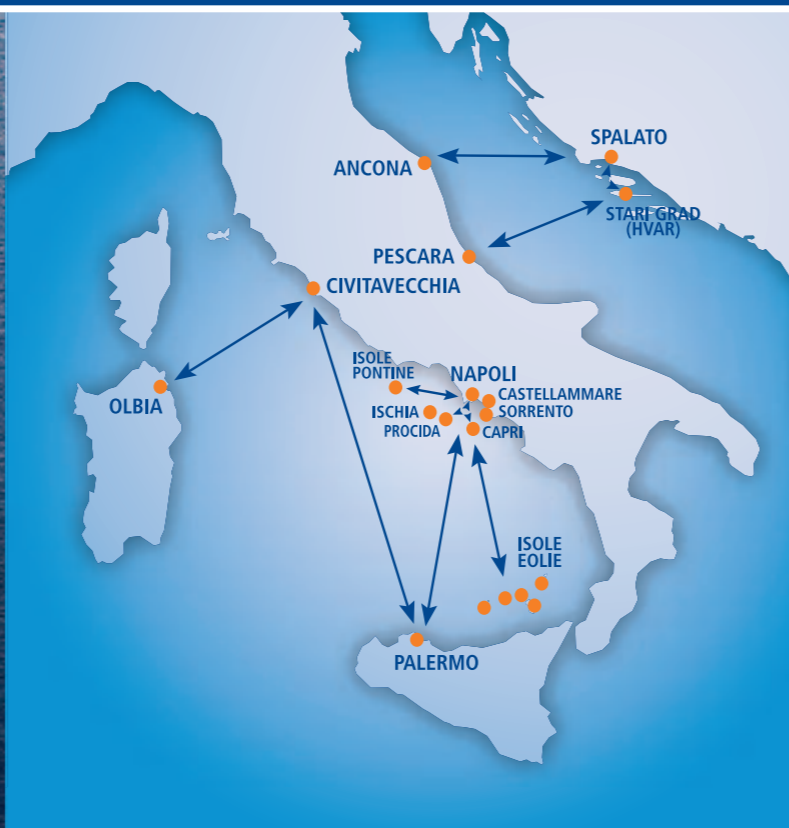 SPALATO
ANCONA
STARI GRAD
(HVAR)
PESCARA
CIVITAVECCHIA
ISOLE
PONTINE
NAPOLI
CASTELLAMMARE
OLBIA
ISCHIA
SORRENTO
PROCIDA
CAPRI
ISOLE
EOLIE
PALERMO